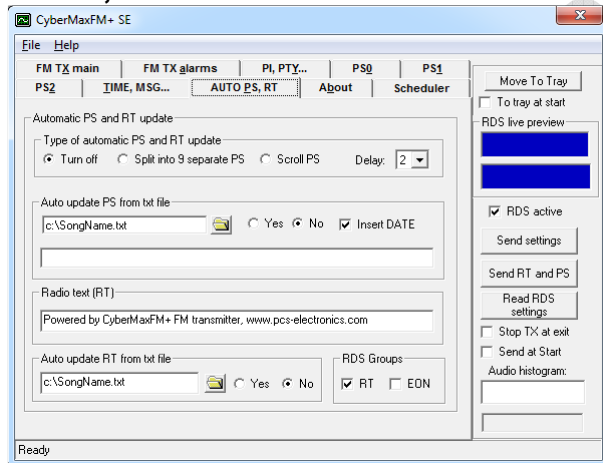 CyberMaxFM+ SE
File Help
FM TX main FM TX alarms PI, PTY... PS0 PS1
PS2 TIME, MSG... AUTO PS, RT About Scheduler
Move To Tray
To tray at start
RDS live preview
Automatic PS and RT update
Type of automatic PS and RT update
Turn off Split into 9 separate PS Scroll PS Delay: 2
Auto update PS from txt file
c:\SongName.txt Yes No Insert DATE
Radio text (RT)
Powered by CyberMaxFM+ FM transmitter, www.pcs-electronics.com
Auto update RT from txt file
c:\SongName.txt Yes No
RDS Groups
RT EON
RDS active
Send settings
Send RT and PS
Read RDS
settings
Stop TX at exit
Send at Start
Audio histogram:
Ready